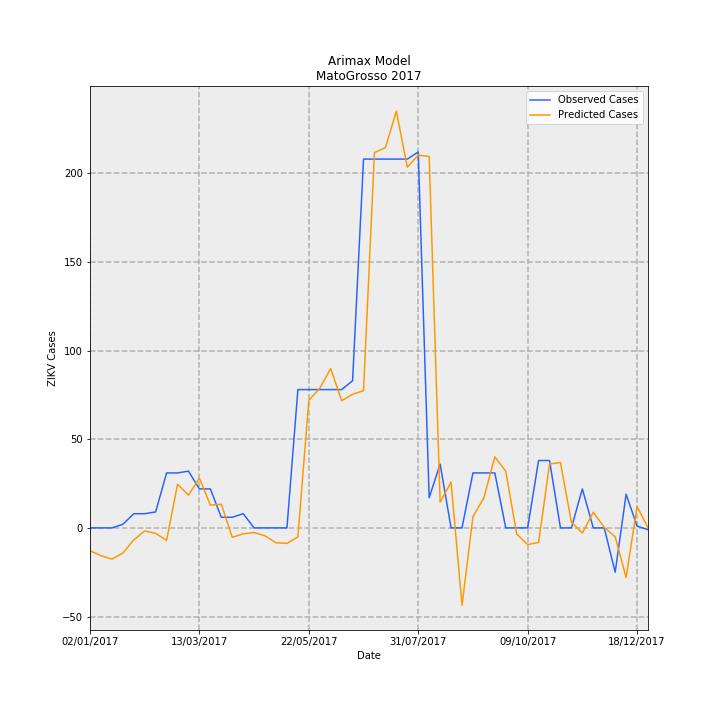 Arimax Model
MatoGrosso 2017
Observed Cases
Predicted Cases
ZIKV Cases
200
150
100
50
0
−50
02/01/2017
13/03/2017
22/05/2017
31/07/2017
09/10/2017
18/12/2017
Date